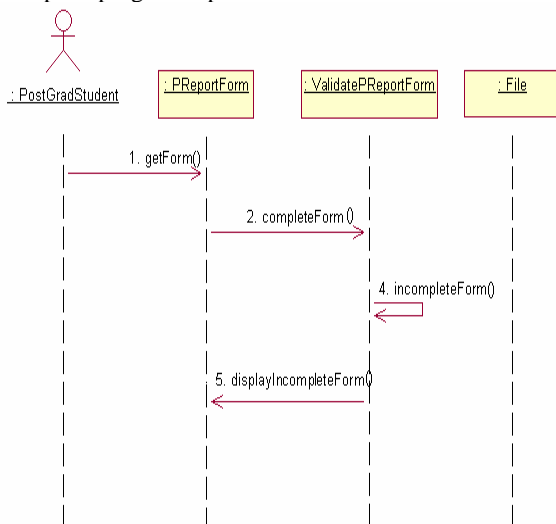 : PostGradStudent
: PReportForm
: ValidatePReportForm
: File
1. getForm()
2. completeForm()
4. incompleteForm()
5. displayIncompleteForm()